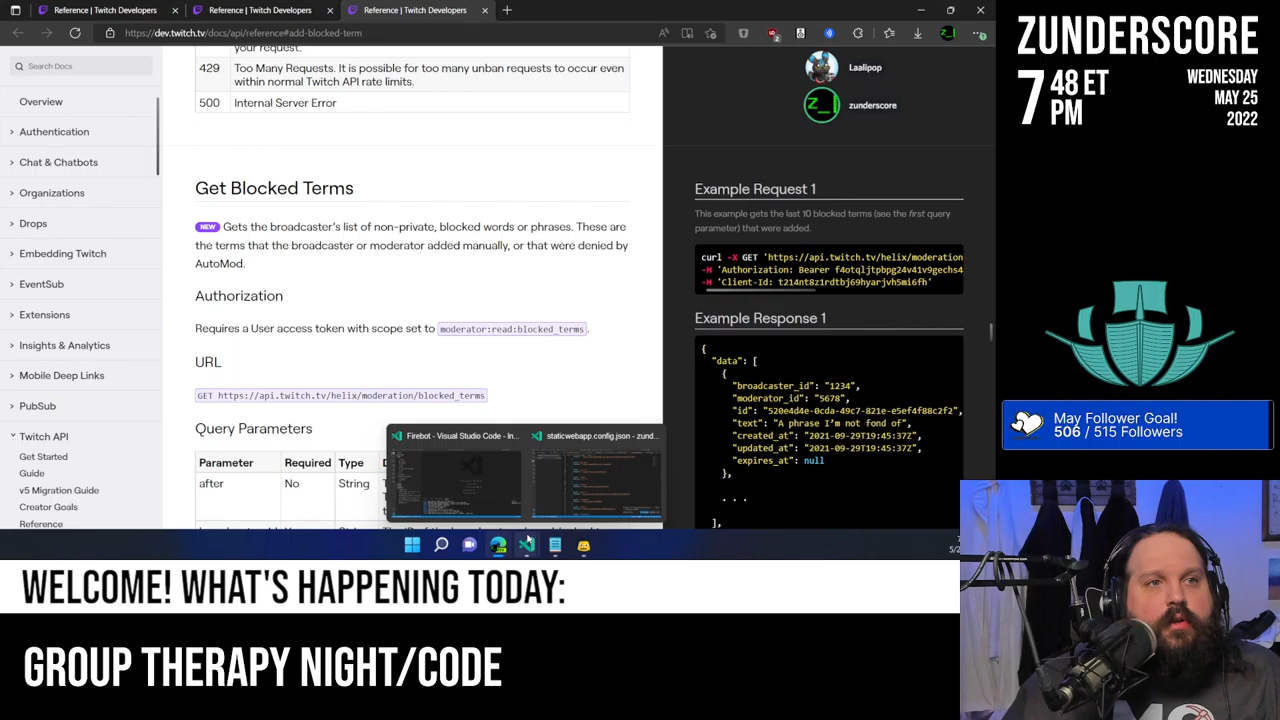 Reference | Twitch Developers
Reference | Twitch Developers
Reference | Twitch Developers
https://dev.twitch.tv/docs/api/reference#add-blocked-term
Search Docs
Overview
Authentication
Chat & Chatbots
Organizations
Drops
Embedding Twitch
EventSub
Extensions
Insights & Analytics
Mobile Deep Links
PubSub
Twitch API
Get Started
Guide
v5 Migration Guide
Creator Goals
Reference
your request.
429 Too Many Requests. It is possible for too many unban requests to occur even
within normal Twitch API rate limits.
500 Internal Server Error
Get Blocked Terms
NEW Gets the broadcaster's list of non-private, blocked words or phrases. These are
the terms that the broadcaster or moderator added manually, or that were denied by
AutoMod.
Authorization
Requires a User access token with scope set to moderator:read:blocked_terms.
URL
GET https://api.twitch.tv/helix/moderation/blocked_terms
Query Parameters
Parameter Required Type
after No String
Firebot - Visual Studio Code - In...
staticwebapp.config.json - zund...
Laalipop
zunderscore
Example Request 1
This example gets the last 10 blocked terms (see the first query
parameter) that were added.
curl -X GET 'https://api.twitch.tv/helix/moderation
-H 'Authorization: Bearer f4otqljtpbpg24v41v9gechs4
-H 'Client-Id: t214nt8z1rdtbj69hyarjvh5mi6fh'
Example Response 1
{
"data": [
{
"broadcaster_id": "1234",
"moderator_id": "5678",
"id": "520e4d4e-0cda-49c7-821e-e5ef4f88c2f2",
"text": "A phrase I'm not fond of",
"created_at": "2021-09-29T19:45:37Z",
"updated_at": "2021-09-29T19:45:37Z",
"expires_at": null
},
. . .
],
ZUNDERSCORE
7 48 ET
PM
WEDNESDAY
MAY 25
2022
May Follower Goal!
506 / 515 Followers
WELCOME! WHAT'S HAPPENING TODAY:
GROUP THERAPY NIGHT/CODE